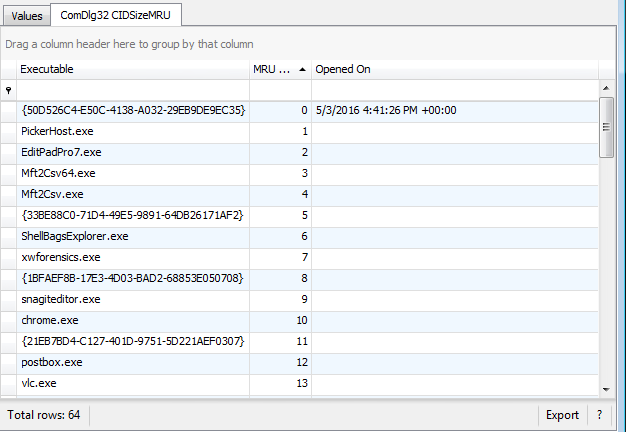 Values ComDlg32 CIDSizeMRU
Drag a column header here to group by that column
Executable MRU ... Opened On
{50D526C4-E50C-4138-A032-29EB9DE9EC35} 0 5/3/2016 4:41:26 PM +00:00
PickerHost.exe 1
EditPadPro7.exe 2
Mft2Csv64.exe 3
Mft2Csv.exe 4
{33BE88C0-71D4-49E5-9891-64DB26171AF2} 5
ShellBagsExplorer.exe 6
xwforensics.exe 7
{1BFAEF8B-17E3-4D03-BAD2-68853E050708} 8
snagiteditor.exe 9
chrome.exe 10
{21EB7BD4-C127-401D-9751-5D221AEF0307} 11
postbox.exe 12
vlc.exe 13
Total rows: 64 Export ?